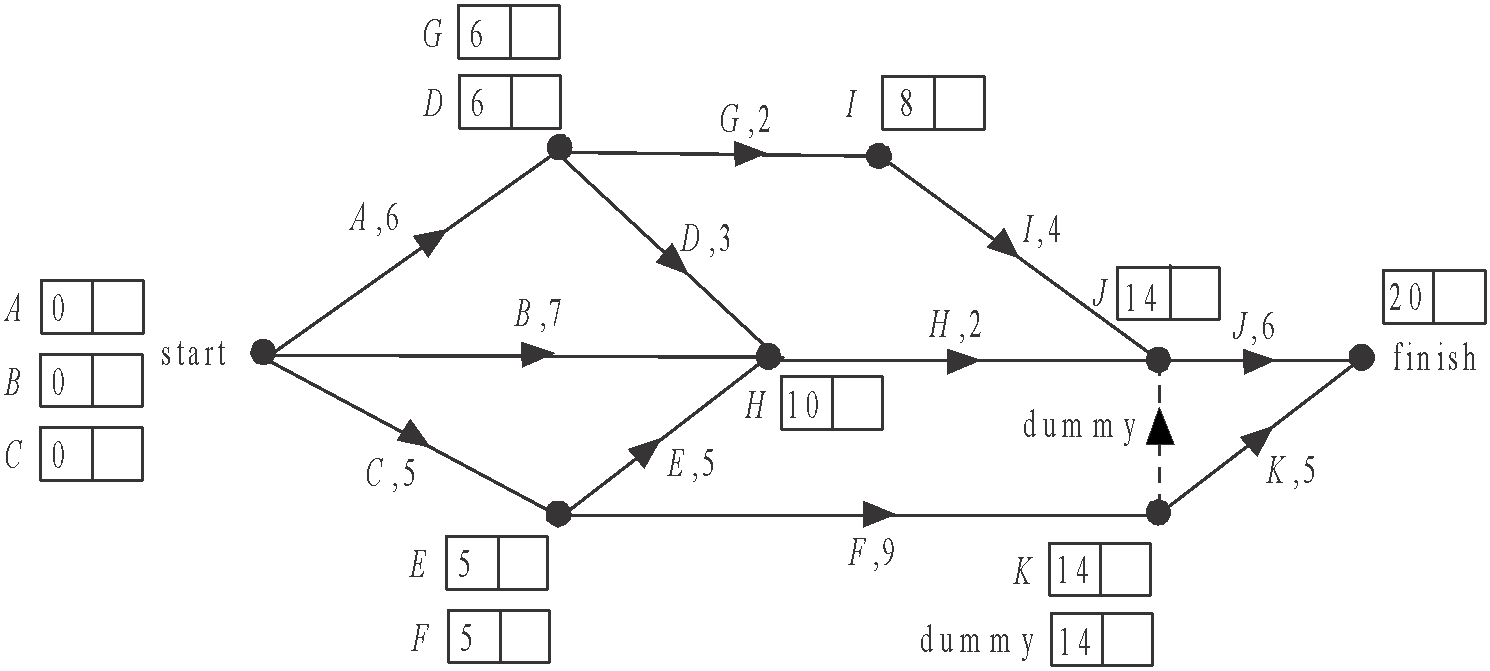 G 6
D 6
I 8
G,2
A,6
D,3
I,4
A 0
B 0
C 0
start
B,7
H,2
J 14
J,6
20
finish
H 10
dummy
C,5
E,5
K,5
F,9
E 5
F 5
K 14
dummy 14